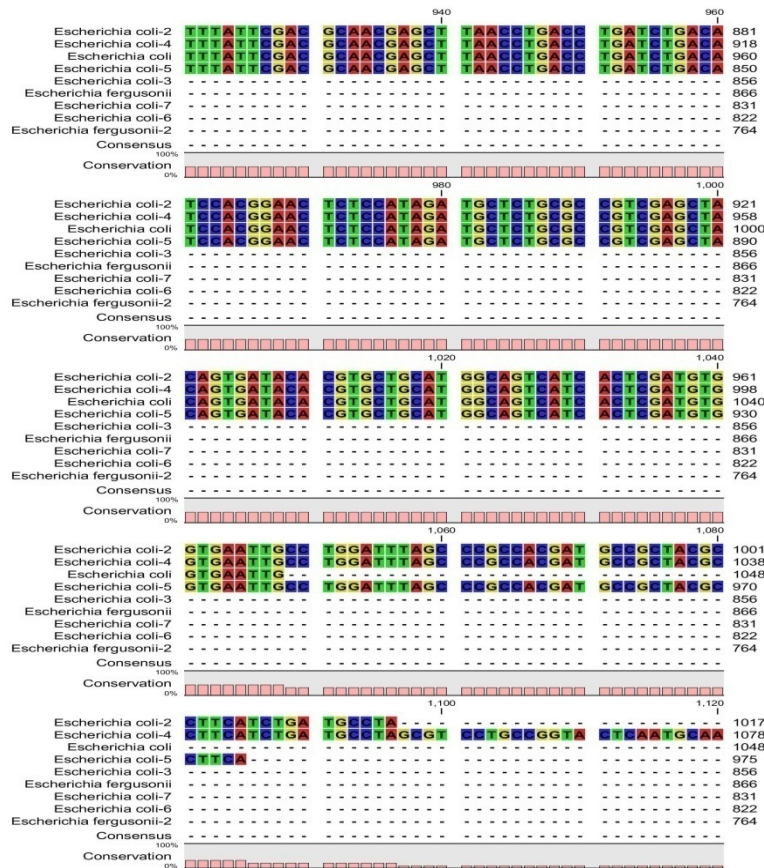 940 960
Escherichia coli-2 TTTATTCGAC GCAACGAGCT TAACCTGACC TGATCTGACA 881
Escherichia coli-4 TTTATTCGAC GCAACGAGCT TAACCTGACC TGATCTGACA 918
Escherichia coli TTTATTCGAC GCAACGAGCT TAACCTGACC TGATCTGACA 960
Escherichia coli-5 TTTATTCGAC GCAACGAGCT TAACCTGACC TGATCTGACA 850
Escherichia coli-3 ---------- ---------- ---------- ---------- 856
Escherichia fergusonii ---------- ---------- ---------- ---------- 866
Escherichia coli-7 ---------- ---------- ---------- ---------- 831
Escherichia coli-6 ---------- ---------- ---------- ---------- 822
Escherichia fergusonii-2 ---------- ---------- ---------- ---------- 764
Consensus ---------- ---------- ---------- ----------
100%
Conservation
0%
980 1,000
Escherichia coli-2 TCCACGGAAC TCTCCATAGA TGCTCTGCGC CGTCGAGCTA 921
Escherichia coli-4 TCCACGGAAC TCTCCATAGA TGCTCTGCGC CGTCGAGCTA 958
Escherichia coli TCCACGGAAC TCTCCATAGA TGCTCTGCGC CGTCGAGCTA 1000
Escherichia coli-5 TCCACGGAAC TCTCCATAGA TGCTCTGCGC CGTCGAGCTA 890
Escherichia coli-3 ---------- ---------- ---------- ---------- 856
Escherichia fergusonii ---------- ---------- ---------- ---------- 866
Escherichia coli-7 ---------- ---------- ---------- ---------- 831
Escherichia coli-6 ---------- ---------- ---------- ---------- 822
Escherichia fergusonii-2 ---------- ---------- ---------- ---------- 764
Consensus ---------- ---------- ---------- ----------
100%
Conservation
0%
1,020 1,040
Escherichia coli-2 CAGTGATACA CGTGCTGCAT GGCAGTCATC ACTCGATGTG 961
Escherichia coli-4 CAGTGATACA CGTGCTGCAT GGCAGTCATC ACTCGATGTG 998
Escherichia coli CAGTGATACA CGTGCTGCAT GGCAGTCATC ACTCGATGTG 1040
Escherichia coli-5 CAGTGATACA CGTGCTGCAT GGCAGTCATC ACTCGATGTG 930
Escherichia coli-3 ---------- ---------- ---------- ---------- 856
Escherichia fergusonii ---------- ---------- ---------- ---------- 866
Escherichia coli-7 ---------- ---------- ---------- ---------- 831
Escherichia coli-6 ---------- ---------- ---------- ---------- 822
Escherichia fergusonii-2 ---------- ---------- ---------- ---------- 764
Consensus ---------- ---------- ---------- ----------
100%
Conservation
0%
1,060 1,080
Escherichia coli-2 GTGAATTGCC TGGATTTAGC CCGCCACGAT GCCGCTACGC 1001
Escherichia coli-4 GTGAATTGCC TGGATTTAGC CCGCCACGAT GCCGCTACGC 1038
Escherichia coli GTGAATTG-- ---------- ---------- ---------- 1048
Escherichia coli-5 GTGAATTGCC TGGATTTAGC CCGCCACGAT GCCGCTACGC 970
Escherichia coli-3 ---------- ---------- ---------- ---------- 856
Escherichia fergusonii ---------- ---------- ---------- ---------- 866
Escherichia coli-7 ---------- ---------- ---------- ---------- 831
Escherichia coli-6 ---------- ---------- ---------- ---------- 822
Escherichia fergusonii-2 ---------- ---------- ---------- ---------- 764
Consensus ---------- ---------- ---------- ----------
100%
Conservation
0%
1,100 1,120
Escherichia coli-2 CTTCATCTGA TGCCTA---- ---------- ---------- 1017
Escherichia coli-4 CTTCATCTGA TGCCTAGCGT CCTGCCGGTA CTCAATGCAA 1078
Escherichia coli ---------- ---------- ---------- ---------- 1048
Escherichia coli-5 CTTCA----- ---------- ---------- ---------- 975
Escherichia coli-3 ---------- ---------- ---------- ---------- 856
Escherichia fergusonii ---------- ---------- ---------- ---------- 866
Escherichia coli-7 ---------- ---------- ---------- ---------- 831
Escherichia coli-6 ---------- ---------- ---------- ---------- 822
Escherichia fergusonii-2 ---------- ---------- ---------- ---------- 764
Consensus ---------- ---------- ---------- ----------
100%
Conservation
0%